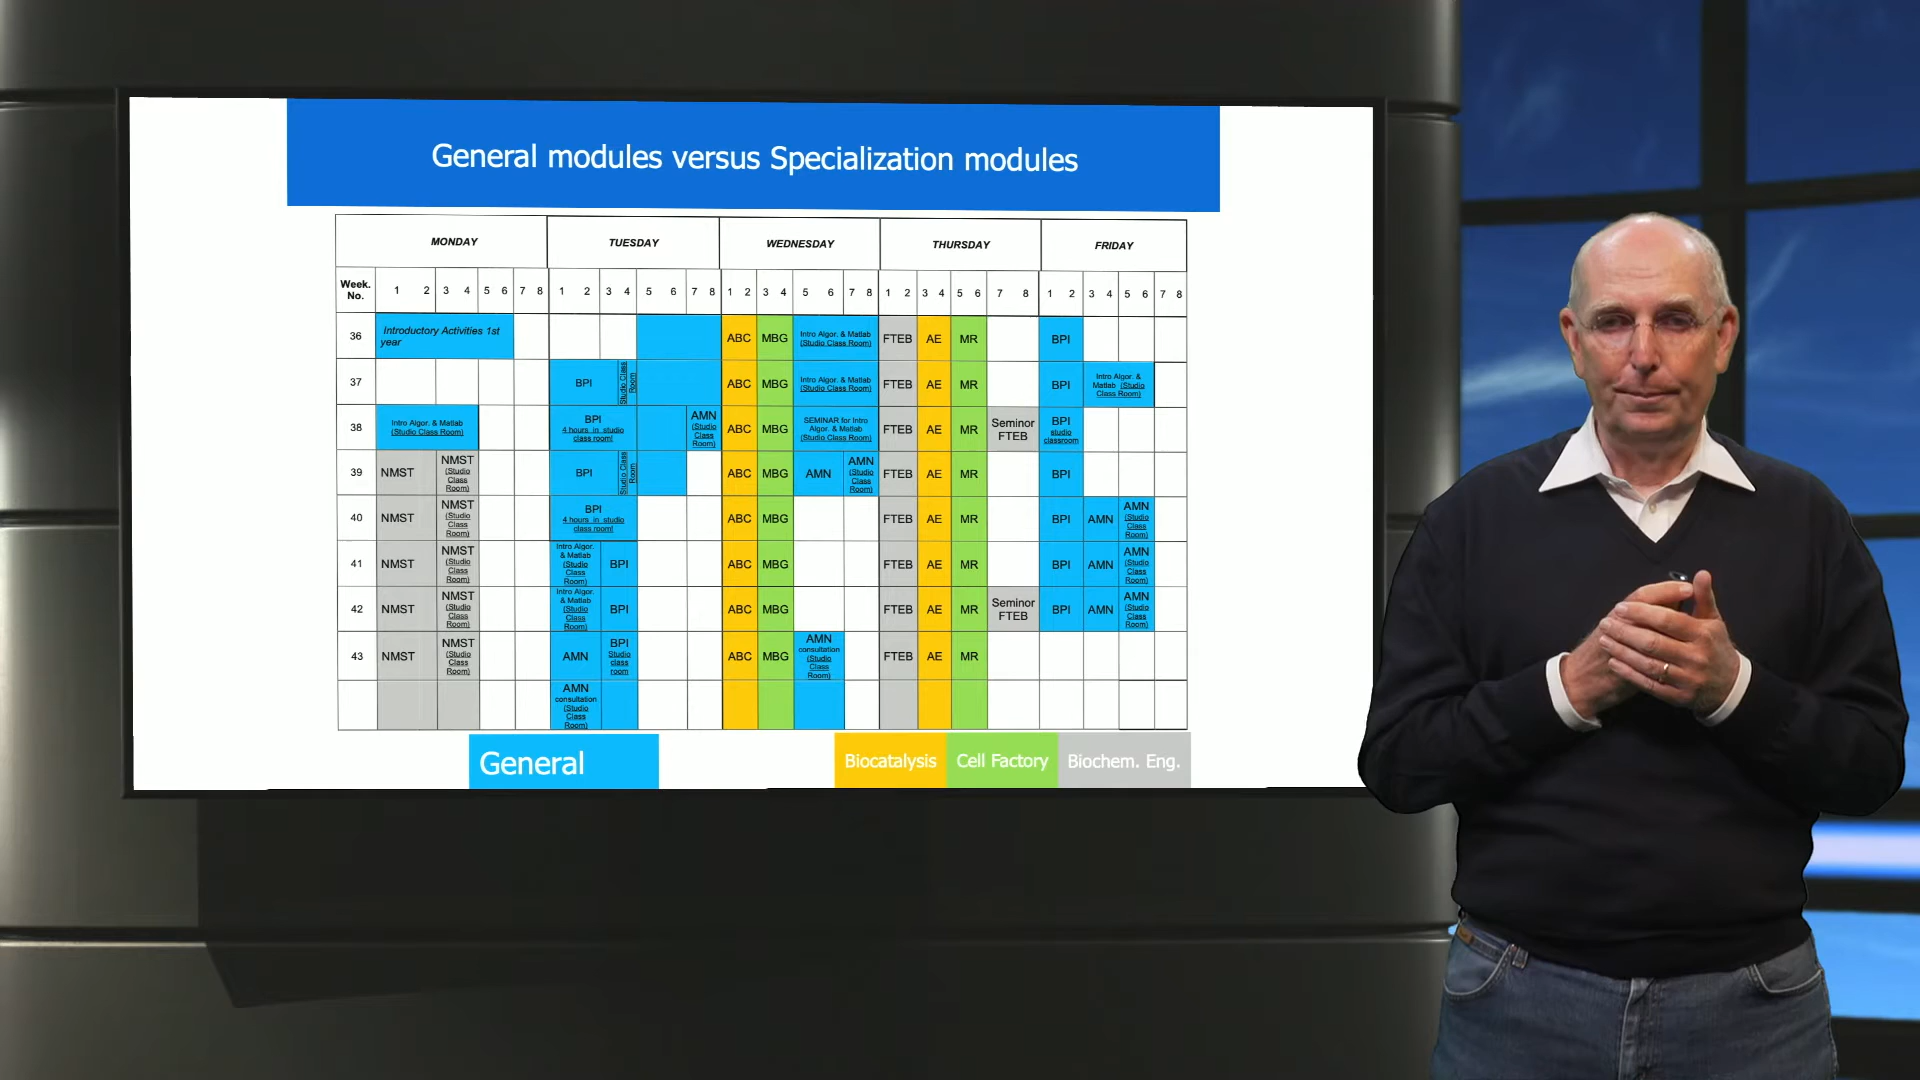 General modules versus Specialization modules
MONDAY TUESDAY WEDNESDAY THURSDAY FRIDAY
Week. No. 1 2 3 4 5 6 7 8 1 2 3 4 5 6 7 8 1 2 3 4 5 6 7 8 1 2 3 4 5 6 7 8 1 2 3 4 5 6 7 8
36 Introductory Activities 1st year ABC MBG Intro Algor. & Matlab (Studio Class Room) FTEB AE MR BPI
37 BPI Studio Class Room ABC MBG Intro Algor. & Matlab (Studio Class Room) FTEB AE MR BPI Intro Algor. & Matlab (Studio Class Room)
38 Intro Algor. & Matlab (Studio Class Room) BPI 4 hours in studio class room! AMN (Studio Class Room) ABC MBG SEMINAR for Intro Algor. & Matlab (Studio Class Room) FTEB AE MR Seminor FTEB BPI studio classroom
39 NMST NMST (Studio Class Room) BPI Studio Class Room ABC MBG AMN AMN (Studio Class Room) FTEB AE MR BPI
40 NMST NMST (Studio Class Room) BPI 4 hours in studio class room! ABC MBG FTEB AE MR BPI AMN AMN (Studio Class Room)
41 NMST NMST (Studio Class Room) Intro Algor. & Matlab (Studio Class Room) BPI ABC MBG FTEB AE MR BPI AMN AMN (Studio Class Room)
42 NMST NMST (Studio Class Room) Intro Algor. & Matlab (Studio Class Room) BPI ABC MBG FTEB AE MR Seminor FTEB BPI AMN AMN (Studio Class Room)
43 NMST NMST (Studio Class Room) AMN BPI Studio class room ABC MBG AMN consultation (Studio Class Room) FTEB AE MR
AMN consultation (Studio Class Room)
General Biocatalysis Cell Factory Biochem. Eng.